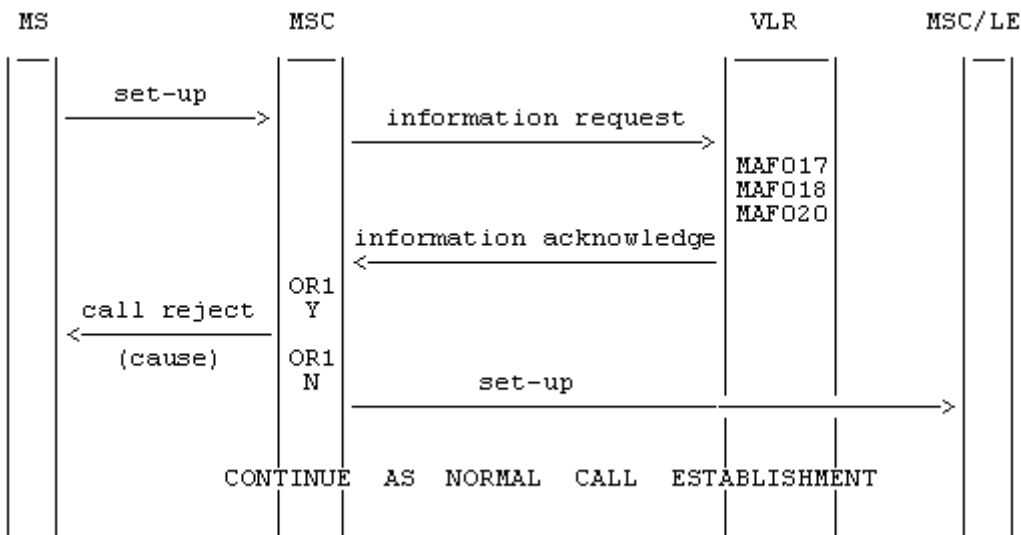 MS MSC VLR MSC/LE
set-up
information request
MAF017
MAF018
MAF020
information acknowledge
OR1
Y
call reject
(cause)
OR1
N
set-up
CONTINUE AS NORMAL CALL ESTABLISHMENT